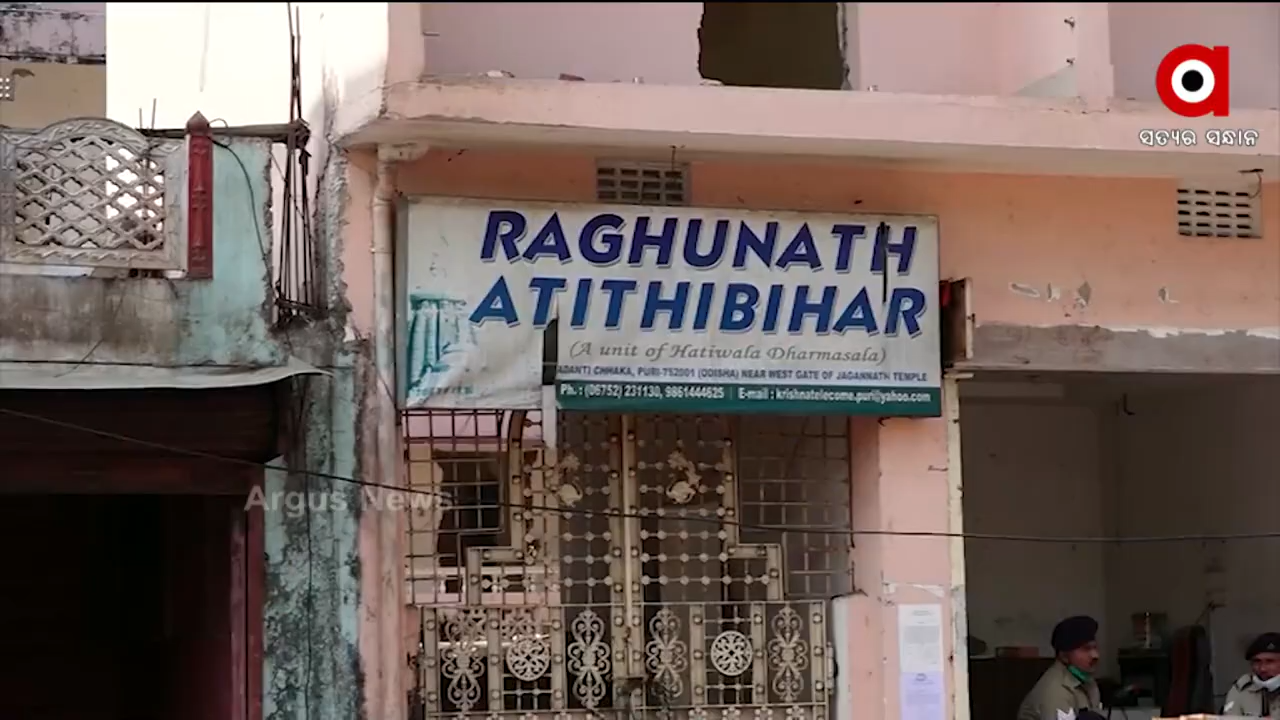 ସତ୍ୟର ସନ୍ଧାନ
RAGHUNATH
ATITHIBIHAR
(A unit of Hatiwala Dharmasala)
CHHAKA, PURI-752001 (ODISHA) NEAR WEST GATE OF JAGANNATH TEMPLE
Ph. : (06752) 231130, 9861444625 | E-mail : krishnatelecome.puri@yahoo.com
Argus News